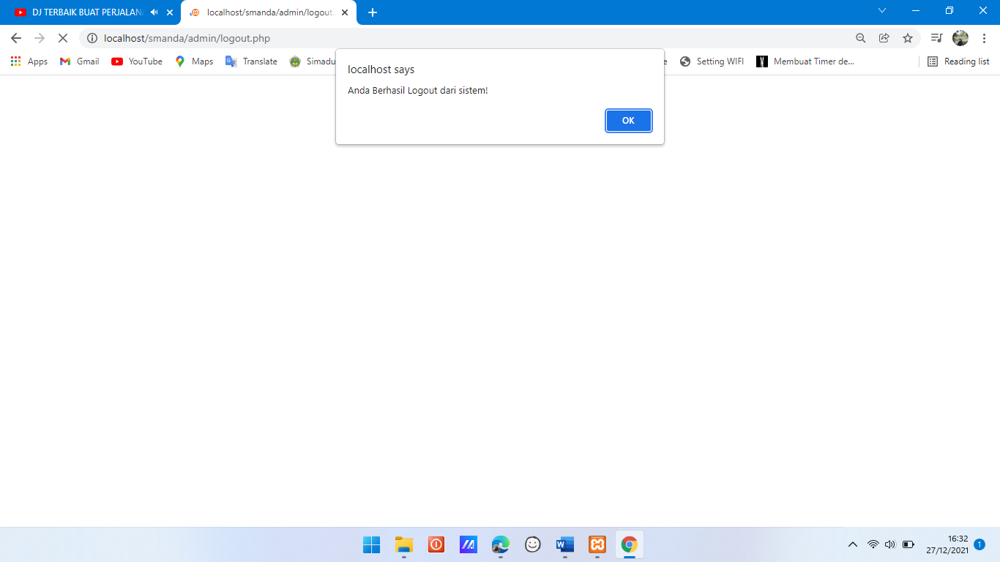 DJ TERBAIK BUAT PERJALAN
localhost/smanda/admin/logout.
localhost/smanda/admin/logout.php
Apps Gmail YouTube Maps Translate Simadu Setting WIFI Membuat Timer de... Reading list
localhost says
Anda Berhasil Logout dari sistem!
OK
16:32
27/12/2021
1